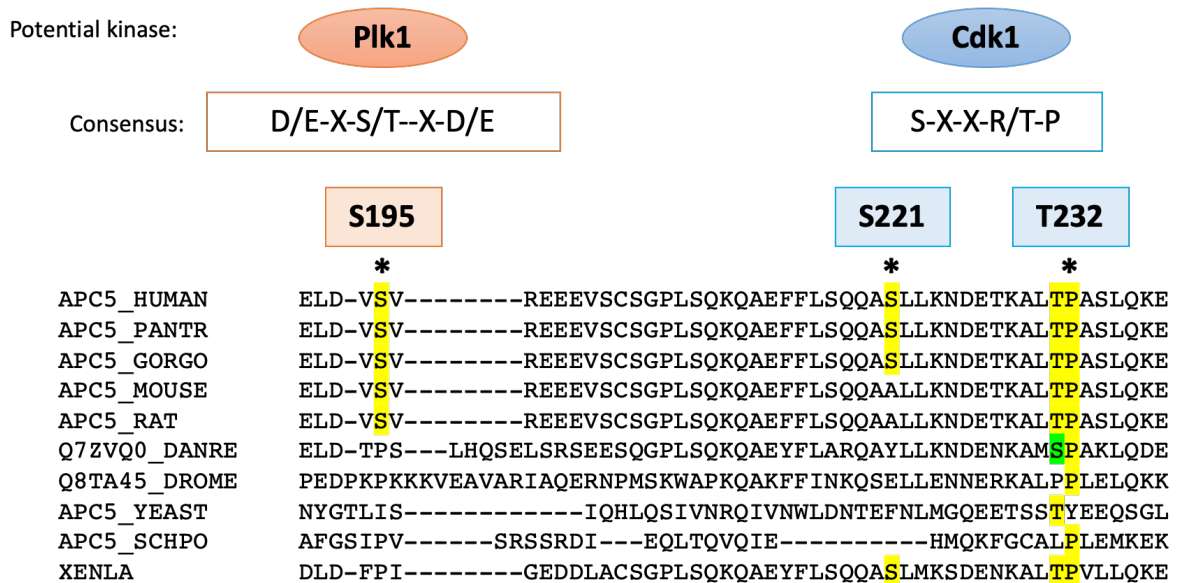 Potential kinase: Plk1 Cdk1
Consensus: D/E-X-S/T--X-D/E S-X-X-R/T-P
S195 S221 T232
* * *
APC5_HUMAN ELD-VSV--------REEEVSCSGPLSQKQAEFFLSQQASLLKNDETKALTPASLQKE
APC5_PANTR ELD-VSV--------REEEVSCSGPLSQKQAEFFLSQQASLLKNDETKALTPASLQKE
APC5_GORGO ELD-VSV--------REEEVSCSGPLSQKQAEFFLSQQASLLKNDETKALTPASLQKE
APC5_MOUSE ELD-VSV--------REEEVSCSGPLSQKQAEFFLSQQAALLKNDETKALTPASLQKE
APC5_RAT ELD-VSV--------REEEVSCSGPLSQKQAEFFLSQQAALLKNDETKALTPASLQKE
Q7ZVQ0_DANRE ELD-TPS---LHQSELSRSEESQGPLSQKQAEYFLARQAYLLKNDENKAMSPAKLQDE
Q8TA45_DROME PEDPKPKKKKVEAVARIAQERNPMSKWAPKQAKFFINKQSELLENNERKALPPLELQKK
APC5_YEAST NYGTLIS------------IQHLQSIVNRQIVNWLDNTEFNLMGQEETSSTYEEQSGL
APC5_SCHPO AFGSIPV------SRSSRDI---EQLTQVQIE----------HMQKFGCALPLEMKEK
XENLA DLD-FPI--------GEDDLACSGPLSQKQAEYFLSQQASLMKSDENKALTPVLLQKE